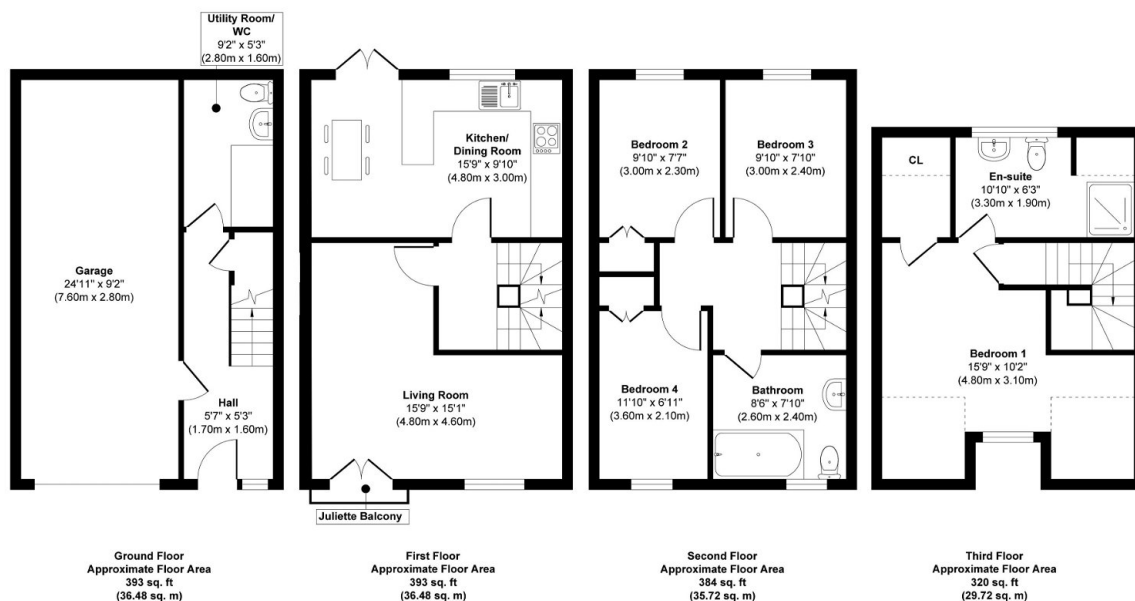 Utility Room/
WC
9'2" x 5'3"
(2.80m x 1.60m)
Garage
24'11" x 9'2"
(7.60m x 2.80m)
Hall
5'7" x 5'3"
(1.70m x 1.60m)
Kitchen/
Dining Room
15'9" x 9'10"
(4.80m x 3.00m)
Living Room
15'9" x 15'1"
(4.80m x 4.60m)
Juliette Balcony
Bedroom 2
9'10" x 7'7"
(3.00m x 2.30m)
Bedroom 3
9'10" x 7'10"
(3.00m x 2.40m)
Bedroom 4
11'10" x 6'11"
(3.60m x 2.10m)
Bathroom
8'6" x 7'10"
(2.60m x 2.40m)
CL
En-suite
10'10" x 6'3"
(3.30m x 1.90m)
Bedroom 1
15'9" x 10'2"
(4.80m x 3.10m)
Ground Floor
Approximate Floor Area
393 sq. ft
(36.48 sq. m)
First Floor
Approximate Floor Area
393 sq. ft
(36.48 sq. m)
Second Floor
Approximate Floor Area
384 sq. ft
(35.72 sq. m)
Third Floor
Approximate Floor Area
320 sq. ft
(29.72 sq. m)